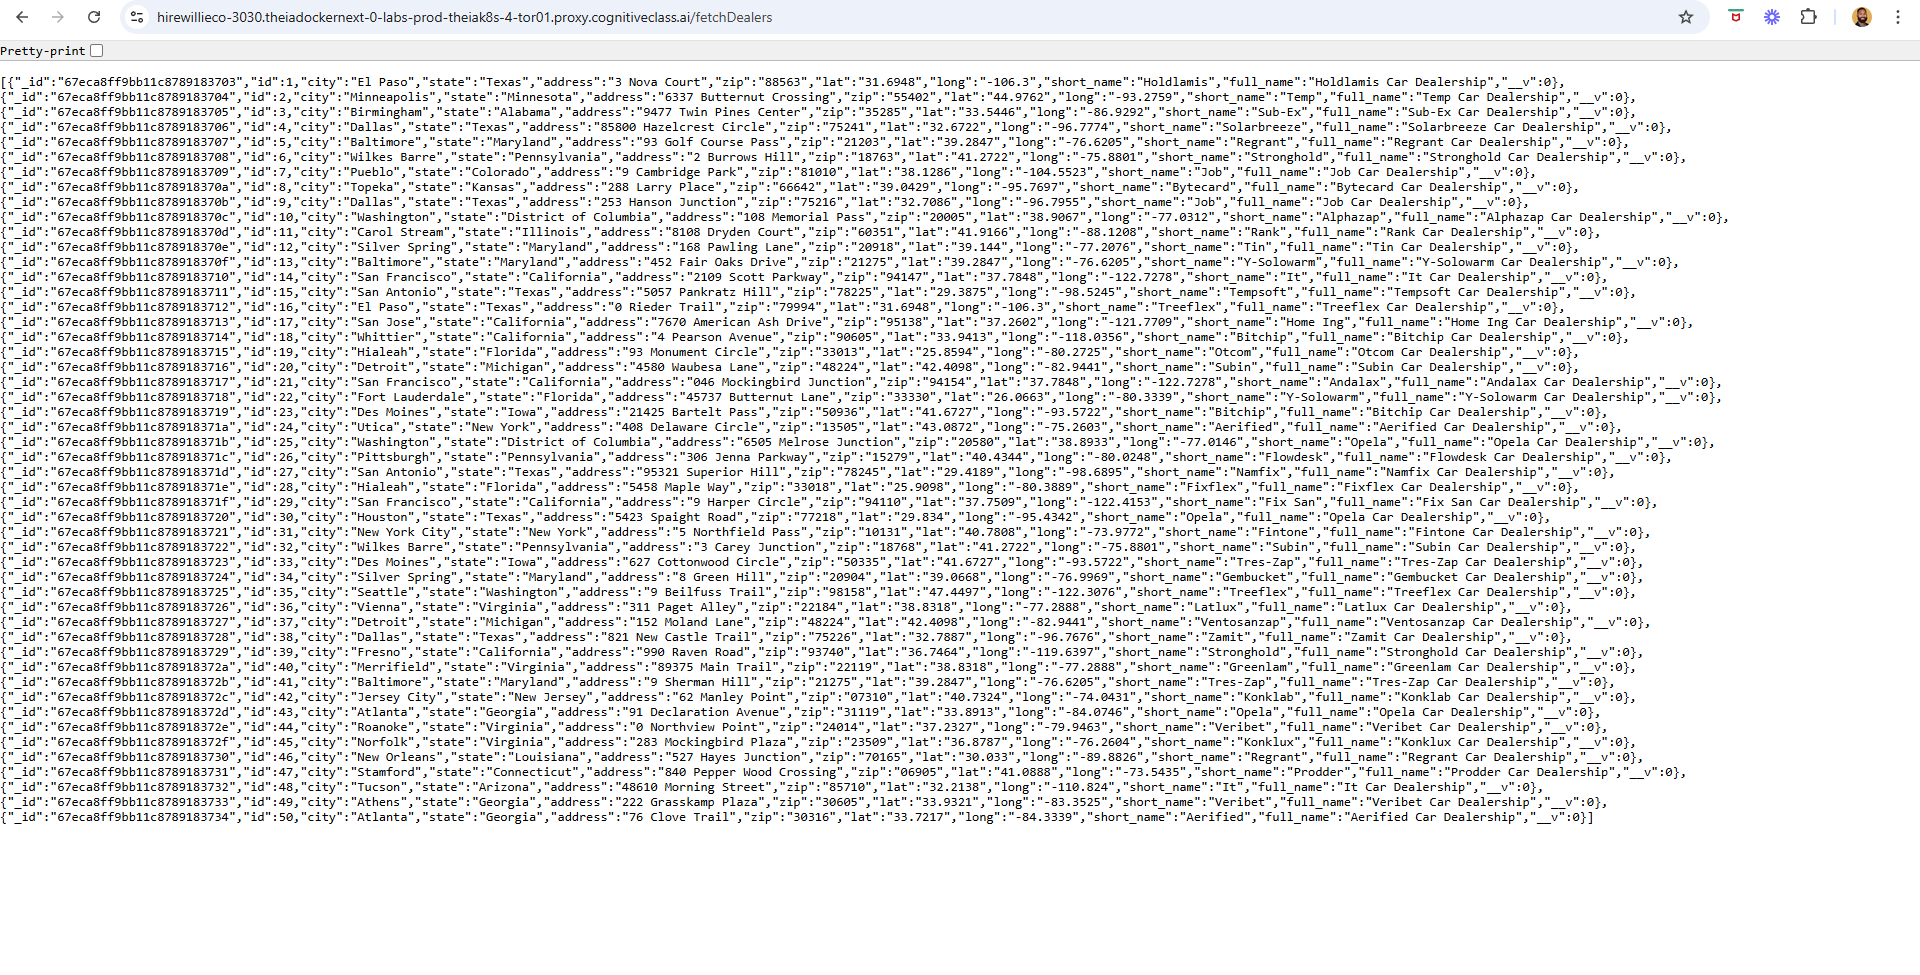 hirewillieco-3030.theiadockernext-0-labs-prod-theiak8s-4-tor01.proxy.cognitiveclass.ai/fetchDealers
Pretty-print
[{"_id":"67eca8ff9bb11c8789183703","id":1,"city":"El Paso","state":"Texas","address":"3 Nova Court","zip":"88563","lat":"31.6948","long":"-106.3","short_name":"Holdlamis","full_name":"Holdlamis Car Dealership","__v":0},
{"_id":"67eca8ff9bb11c8789183704","id":2,"city":"Minneapolis","state":"Minnesota","address":"6337 Butternut Crossing","zip":"55402","lat":"44.9762","long":"-93.2759","short_name":"Temp","full_name":"Temp Car Dealership","__v":0},
{"_id":"67eca8ff9bb11c8789183705","id":3,"city":"Birmingham","state":"Alabama","address":"9477 Twin Pines Center","zip":"35285","lat":"33.5446","long":"-86.9292","short_name":"Sub-Ex","full_name":"Sub-Ex Car Dealership","__v":0},
{"_id":"67eca8ff9bb11c8789183706","id":4,"city":"Dallas","state":"Texas","address":"85800 Hazelcrest Circle","zip":"75241","lat":"32.6722","long":"-96.7774","short_name":"Solarbreeze","full_name":"Solarbreeze Car Dealership","__v":0},
{"_id":"67eca8ff9bb11c8789183707","id":5,"city":"Baltimore","state":"Maryland","address":"93 Golf Course Pass","zip":"21203","lat":"39.2847","long":"-76.6205","short_name":"Regrant","full_name":"Regrant Car Dealership","__v":0},
{"_id":"67eca8ff9bb11c8789183708","id":6,"city":"Wilkes Barre","state":"Pennsylvania","address":"2 Burrows Hill","zip":"18763","lat":"41.2722","long":"-75.8801","short_name":"Stronghold","full_name":"Stronghold Car Dealership","__v":0},
{"_id":"67eca8ff9bb11c8789183709","id":7,"city":"Pueblo","state":"Colorado","address":"9 Cambridge Park","zip":"81010","lat":"38.1286","long":"-104.5523","short_name":"Job","full_name":"Job Car Dealership","__v":0},
{"_id":"67eca8ff9bb11c878918370a","id":8,"city":"Topeka","state":"Kansas","address":"288 Larry Place","zip":"66642","lat":"39.0429","long":"-95.7697","short_name":"Bytecard","full_name":"Bytecard Car Dealership","__v":0},
{"_id":"67eca8ff9bb11c878918370b","id":9,"city":"Dallas","state":"Texas","address":"253 Hanson Junction","zip":"75216","lat":"32.7086","long":"-96.7955","short_name":"Job","full_name":"Job Car Dealership","__v":0},
{"_id":"67eca8ff9bb11c878918370c","id":10,"city":"Washington","state":"District of Columbia","address":"108 Memorial Pass","zip":"20005","lat":"38.9067","long":"-77.0312","short_name":"Alphazap","full_name":"Alphazap Car Dealership","__v":0},
{"_id":"67eca8ff9bb11c878918370d","id":11,"city":"Carol Stream","state":"Illinois","address":"8108 Dryden Court","zip":"60351","lat":"41.9166","long":"-88.1208","short_name":"Rank","full_name":"Rank Car Dealership","__v":0},
{"_id":"67eca8ff9bb11c878918370e","id":12,"city":"Silver Spring","state":"Maryland","address":"168 Pawling Lane","zip":"20918","lat":"39.144","long":"-77.2076","short_name":"Tin","full_name":"Tin Car Dealership","__v":0},
{"_id":"67eca8ff9bb11c878918370f","id":13,"city":"Baltimore","state":"Maryland","address":"452 Fair Oaks Drive","zip":"21275","lat":"39.2847","long":"-76.6205","short_name":"Y-Solowarm","full_name":"Y-Solowarm Car Dealership","__v":0},
{"_id":"67eca8ff9bb11c8789183710","id":14,"city":"San Francisco","state":"California","address":"2109 Scott Parkway","zip":"94147","lat":"37.7848","long":"-122.7278","short_name":"It","full_name":"It Car Dealership","__v":0},
{"_id":"67eca8ff9bb11c8789183711","id":15,"city":"San Antonio","state":"Texas","address":"5057 Pankratz Hill","zip":"78225","lat":"29.3875","long":"-98.5245","short_name":"Tempsoft","full_name":"Tempsoft Car Dealership","__v":0},
{"_id":"67eca8ff9bb11c8789183712","id":16,"city":"El Paso","state":"Texas","address":"0 Rieder Trail","zip":"79994","lat":"31.6948","long":"-106.3","short_name":"Treeflex","full_name":"Treeflex Car Dealership","__v":0},
{"_id":"67eca8ff9bb11c8789183713","id":17,"city":"San Jose","state":"California","address":"7670 American Ash Drive","zip":"95138","lat":"37.2602","long":"-121.7709","short_name":"Home Ing","full_name":"Home Ing Car Dealership","__v":0},
{"_id":"67eca8ff9bb11c8789183714","id":18,"city":"Whittier","state":"California","address":"4 Pearson Avenue","zip":"90605","lat":"33.9413","long":"-118.0356","short_name":"Bitchip","full_name":"Bitchip Car Dealership","__v":0},
{"_id":"67eca8ff9bb11c8789183715","id":19,"city":"Hialeah","state":"Florida","address":"93 Monument Circle","zip":"33013","lat":"25.8594","long":"-80.2725","short_name":"Otcom","full_name":"Otcom Car Dealership","__v":0},
{"_id":"67eca8ff9bb11c8789183716","id":20,"city":"Detroit","state":"Michigan","address":"4580 Waubesa Lane","zip":"48224","lat":"42.4098","long":"-82.9441","short_name":"Subin","full_name":"Subin Car Dealership","__v":0},
{"_id":"67eca8ff9bb11c8789183717","id":21,"city":"San Francisco","state":"California","address":"046 Mockingbird Junction","zip":"94154","lat":"37.7848","long":"-122.7278","short_name":"Andalax","full_name":"Andalax Car Dealership","__v":0},
{"_id":"67eca8ff9bb11c8789183718","id":22,"city":"Fort Lauderdale","state":"Florida","address":"45737 Butternut Lane","zip":"33330","lat":"26.0663","long":"-80.3339","short_name":"Y-Solowarm","full_name":"Y-Solowarm Car Dealership","__v":0},
{"_id":"67eca8ff9bb11c8789183719","id":23,"city":"Des Moines","state":"Iowa","address":"21425 Bartelt Pass","zip":"50936","lat":"41.6727","long":"-93.5722","short_name":"Bitchip","full_name":"Bitchip Car Dealership","__v":0},
{"_id":"67eca8ff9bb11c878918371a","id":24,"city":"Utica","state":"New York","address":"408 Delaware Circle","zip":"13505","lat":"43.0872","long":"-75.2603","short_name":"Aerified","full_name":"Aerified Car Dealership","__v":0},
{"_id":"67eca8ff9bb11c878918371b","id":25,"city":"Washington","state":"District of Columbia","address":"6505 Melrose Junction","zip":"20580","lat":"38.8933","long":"-77.0146","short_name":"Opela","full_name":"Opela Car Dealership","__v":0},
{"_id":"67eca8ff9bb11c878918371c","id":26,"city":"Pittsburgh","state":"Pennsylvania","address":"306 Jenna Parkway","zip":"15279","lat":"40.4344","long":"-80.0248","short_name":"Flowdesk","full_name":"Flowdesk Car Dealership","__v":0},
{"_id":"67eca8ff9bb11c878918371d","id":27,"city":"San Antonio","state":"Texas","address":"95321 Superior Hill","zip":"78245","lat":"29.4189","long":"-98.6895","short_name":"Namfix","full_name":"Namfix Car Dealership","__v":0},
{"_id":"67eca8ff9bb11c878918371e","id":28,"city":"Hialeah","state":"Florida","address":"5458 Maple Way","zip":"33018","lat":"25.9098","long":"-80.3889","short_name":"Fixflex","full_name":"Fixflex Car Dealership","__v":0},
{"_id":"67eca8ff9bb11c878918371f","id":29,"city":"San Francisco","state":"California","address":"9 Harper Circle","zip":"94110","lat":"37.7509","long":"-122.4153","short_name":"Fix San","full_name":"Fix San Car Dealership","__v":0},
{"_id":"67eca8ff9bb11c8789183720","id":30,"city":"Houston","state":"Texas","address":"5423 Spaight Road","zip":"77218","lat":"29.834","long":"-95.4342","short_name":"Opela","full_name":"Opela Car Dealership","__v":0},
{"_id":"67eca8ff9bb11c8789183721","id":31,"city":"New York City","state":"New York","address":"5 Northfield Pass","zip":"10131","lat":"40.7808","long":"-73.9772","short_name":"Fintone","full_name":"Fintone Car Dealership","__v":0},
{"_id":"67eca8ff9bb11c8789183722","id":32,"city":"Wilkes Barre","state":"Pennsylvania","address":"3 Carey Junction","zip":"18768","lat":"41.2722","long":"-75.8801","short_name":"Subin","full_name":"Subin Car Dealership","__v":0},
{"_id":"67eca8ff9bb11c8789183723","id":33,"city":"Des Moines","state":"Iowa","address":"627 Cottonwood Circle","zip":"50335","lat":"41.6727","long":"-93.5722","short_name":"Tres-Zap","full_name":"Tres-Zap Car Dealership","__v":0},
{"_id":"67eca8ff9bb11c8789183724","id":34,"city":"Silver Spring","state":"Maryland","address":"8 Green Hill","zip":"20904","lat":"39.0668","long":"-76.9969","short_name":"Gembucket","full_name":"Gembucket Car Dealership","__v":0},
{"_id":"67eca8ff9bb11c8789183725","id":35,"city":"Seattle","state":"Washington","address":"9 Beilfuss Trail","zip":"98158","lat":"47.4497","long":"-122.3076","short_name":"Treeflex","full_name":"Treeflex Car Dealership","__v":0},
{"_id":"67eca8ff9bb11c8789183726","id":36,"city":"Vienna","state":"Virginia","address":"311 Paget Alley","zip":"22184","lat":"38.8318","long":"-77.2888","short_name":"Latlux","full_name":"Latlux Car Dealership","__v":0},
{"_id":"67eca8ff9bb11c8789183727","id":37,"city":"Detroit","state":"Michigan","address":"152 Moland Lane","zip":"48224","lat":"42.4098","long":"-82.9441","short_name":"Ventosanzap","full_name":"Ventosanzap Car Dealership","__v":0},
{"_id":"67eca8ff9bb11c8789183728","id":38,"city":"Dallas","state":"Texas","address":"821 New Castle Trail","zip":"75226","lat":"32.7887","long":"-96.7676","short_name":"Zamit","full_name":"Zamit Car Dealership","__v":0},
{"_id":"67eca8ff9bb11c8789183729","id":39,"city":"Fresno","state":"California","address":"990 Raven Road","zip":"93740","lat":"36.7464","long":"-119.6397","short_name":"Stronghold","full_name":"Stronghold Car Dealership","__v":0},
{"_id":"67eca8ff9bb11c878918372a","id":40,"city":"Merrifield","state":"Virginia","address":"89375 Main Trail","zip":"22119","lat":"38.8318","long":"-77.2888","short_name":"Greenlam","full_name":"Greenlam Car Dealership","__v":0},
{"_id":"67eca8ff9bb11c878918372b","id":41,"city":"Baltimore","state":"Maryland","address":"9 Sherman Hill","zip":"21275","lat":"39.2847","long":"-76.6205","short_name":"Tres-Zap","full_name":"Tres-Zap Car Dealership","__v":0},
{"_id":"67eca8ff9bb11c878918372c","id":42,"city":"Jersey City","state":"New Jersey","address":"62 Manley Point","zip":"07310","lat":"40.7324","long":"-74.0431","short_name":"Konklab","full_name":"Konklab Car Dealership","__v":0},
{"_id":"67eca8ff9bb11c878918372d","id":43,"city":"Atlanta","state":"Georgia","address":"91 Declaration Avenue","zip":"31119","lat":"33.8913","long":"-84.0746","short_name":"Opela","full_name":"Opela Car Dealership","__v":0},
{"_id":"67eca8ff9bb11c878918372e","id":44,"city":"Roanoke","state":"Virginia","address":"0 Northview Point","zip":"24014","lat":"37.2327","long":"-79.9463","short_name":"Veribet","full_name":"Veribet Car Dealership","__v":0},
{"_id":"67eca8ff9bb11c878918372f","id":45,"city":"Norfolk","state":"Virginia","address":"283 Mockingbird Plaza","zip":"23509","lat":"36.8787","long":"-76.2604","short_name":"Konklux","full_name":"Konklux Car Dealership","__v":0},
{"_id":"67eca8ff9bb11c8789183730","id":46,"city":"New Orleans","state":"Louisiana","address":"527 Hayes Junction","zip":"70165","lat":"30.033","long":"-89.8826","short_name":"Regrant","full_name":"Regrant Car Dealership","__v":0},
{"_id":"67eca8ff9bb11c8789183731","id":47,"city":"Stamford","state":"Connecticut","address":"840 Pepper Wood Crossing","zip":"06905","lat":"41.0888","long":"-73.5435","short_name":"Prodder","full_name":"Prodder Car Dealership","__v":0},
{"_id":"67eca8ff9bb11c8789183732","id":48,"city":"Tucson","state":"Arizona","address":"48610 Morning Street","zip":"85710","lat":"32.2138","long":"-110.824","short_name":"It","full_name":"It Car Dealership","__v":0},
{"_id":"67eca8ff9bb11c8789183733","id":49,"city":"Athens","state":"Georgia","address":"222 Grasskamp Plaza","zip":"30605","lat":"33.9321","long":"-83.3525","short_name":"Veribet","full_name":"Veribet Car Dealership","__v":0},
{"_id":"67eca8ff9bb11c8789183734","id":50,"city":"Atlanta","state":"Georgia","address":"76 Clove Trail","zip":"30316","lat":"33.7217","long":"-84.3339","short_name":"Aerified","full_name":"Aerified Car Dealership","__v":0}]